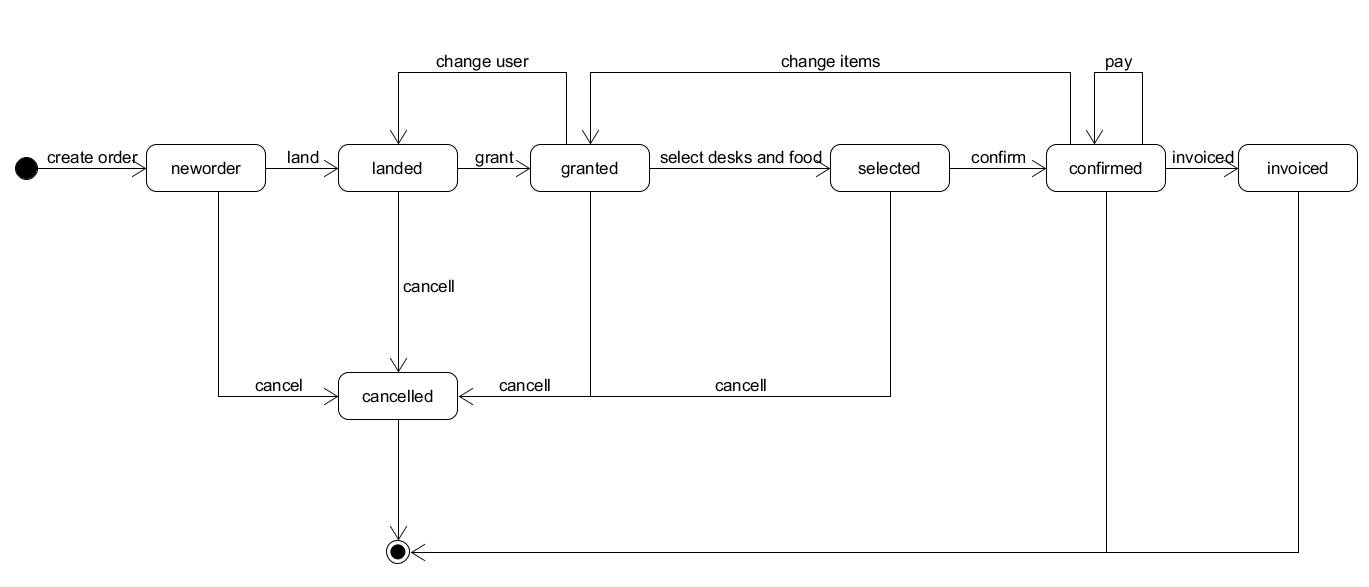 change user
change items
pay
create order
neworder
land
landed
grant
granted
select desks and food
selected
confirm
confirmed
invoiced
invoiced
cancell
cancel
cancelled
cancell
cancell